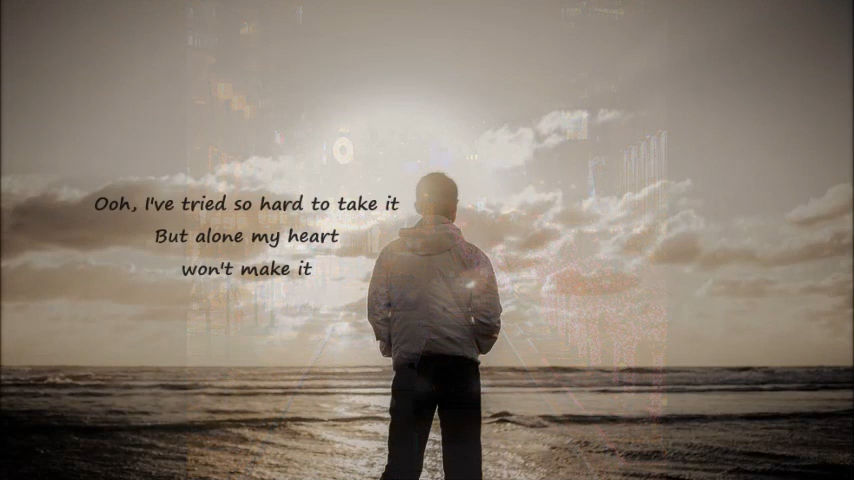 Ooh, I've tried so hard to take it
But alone my heart
won't make it